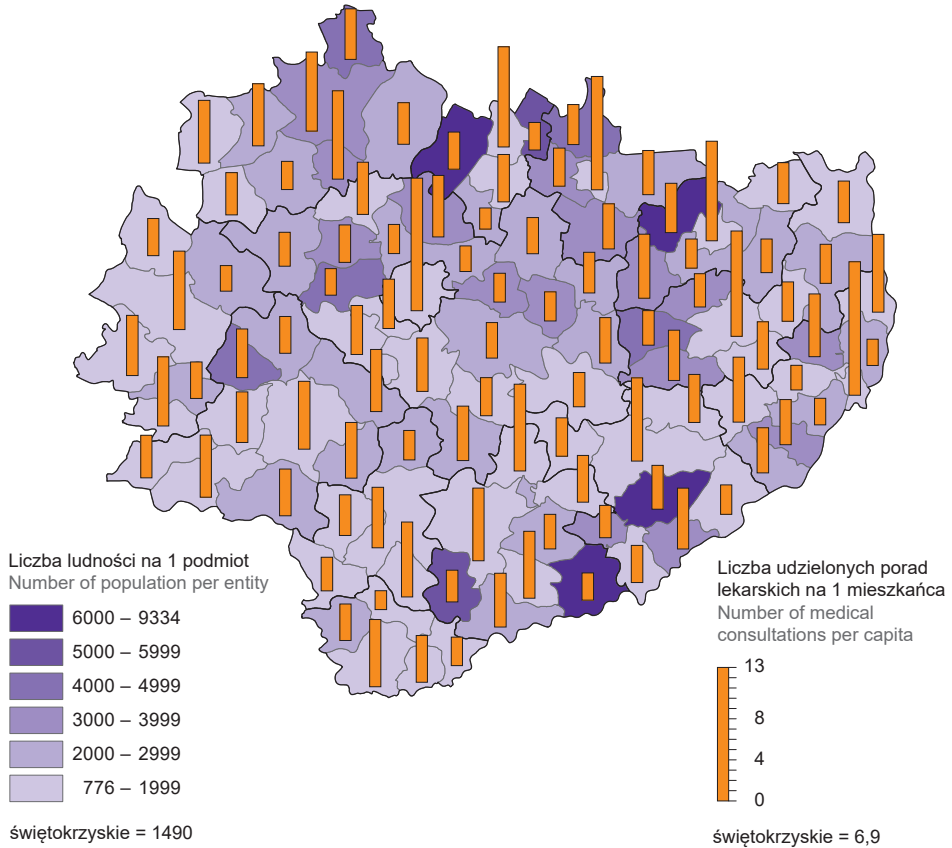 Liczba ludności na 1 podmiot
Number of population per entity
6000 – 9334
5000 – 5999
4000 – 4999
3000 – 3999
2000 – 2999
776 – 1999
świętokrzyskie = 1490
Liczba udzielonych porad
lekarskich na 1 mieszkańca
Number of medical
consultations per capita
13
8
4
0
świętokrzyskie = 6,9